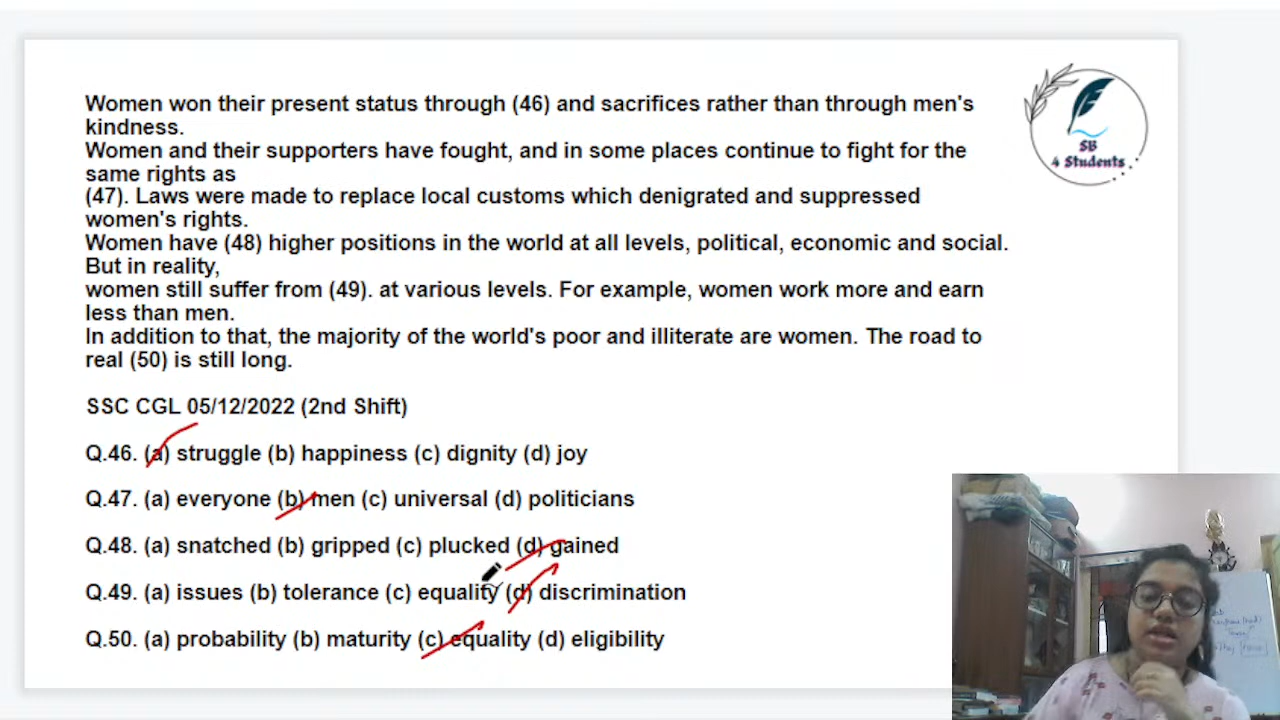 Women won their present status through (46) and sacrifices rather than through men's
kindness.
Women and their supporters have fought, and in some places continue to fight for the
same rights as
(47). Laws were made to replace local customs which denigrated and suppressed
women's rights.
Women have (48) higher positions in the world at all levels, political, economic and social.
But in reality,
women still suffer from (49). at various levels. For example, women work more and earn
less than men.
In addition to that, the majority of the world's poor and illiterate are women. The road to
real (50) is still long.
SSC CGL 05/12/2022 (2nd Shift)
Q.46. (a) struggle (b) happiness (c) dignity (d) joy
Q.47. (a) everyone (b) men (c) universal (d) politicians
Q.48. (a) snatched (b) gripped (c) plucked (d) gained
Q.49. (a) issues (b) tolerance (c) equality (d) discrimination
Q.50. (a) probability (b) maturity (c) equality (d) eligibility
SB
4 Students